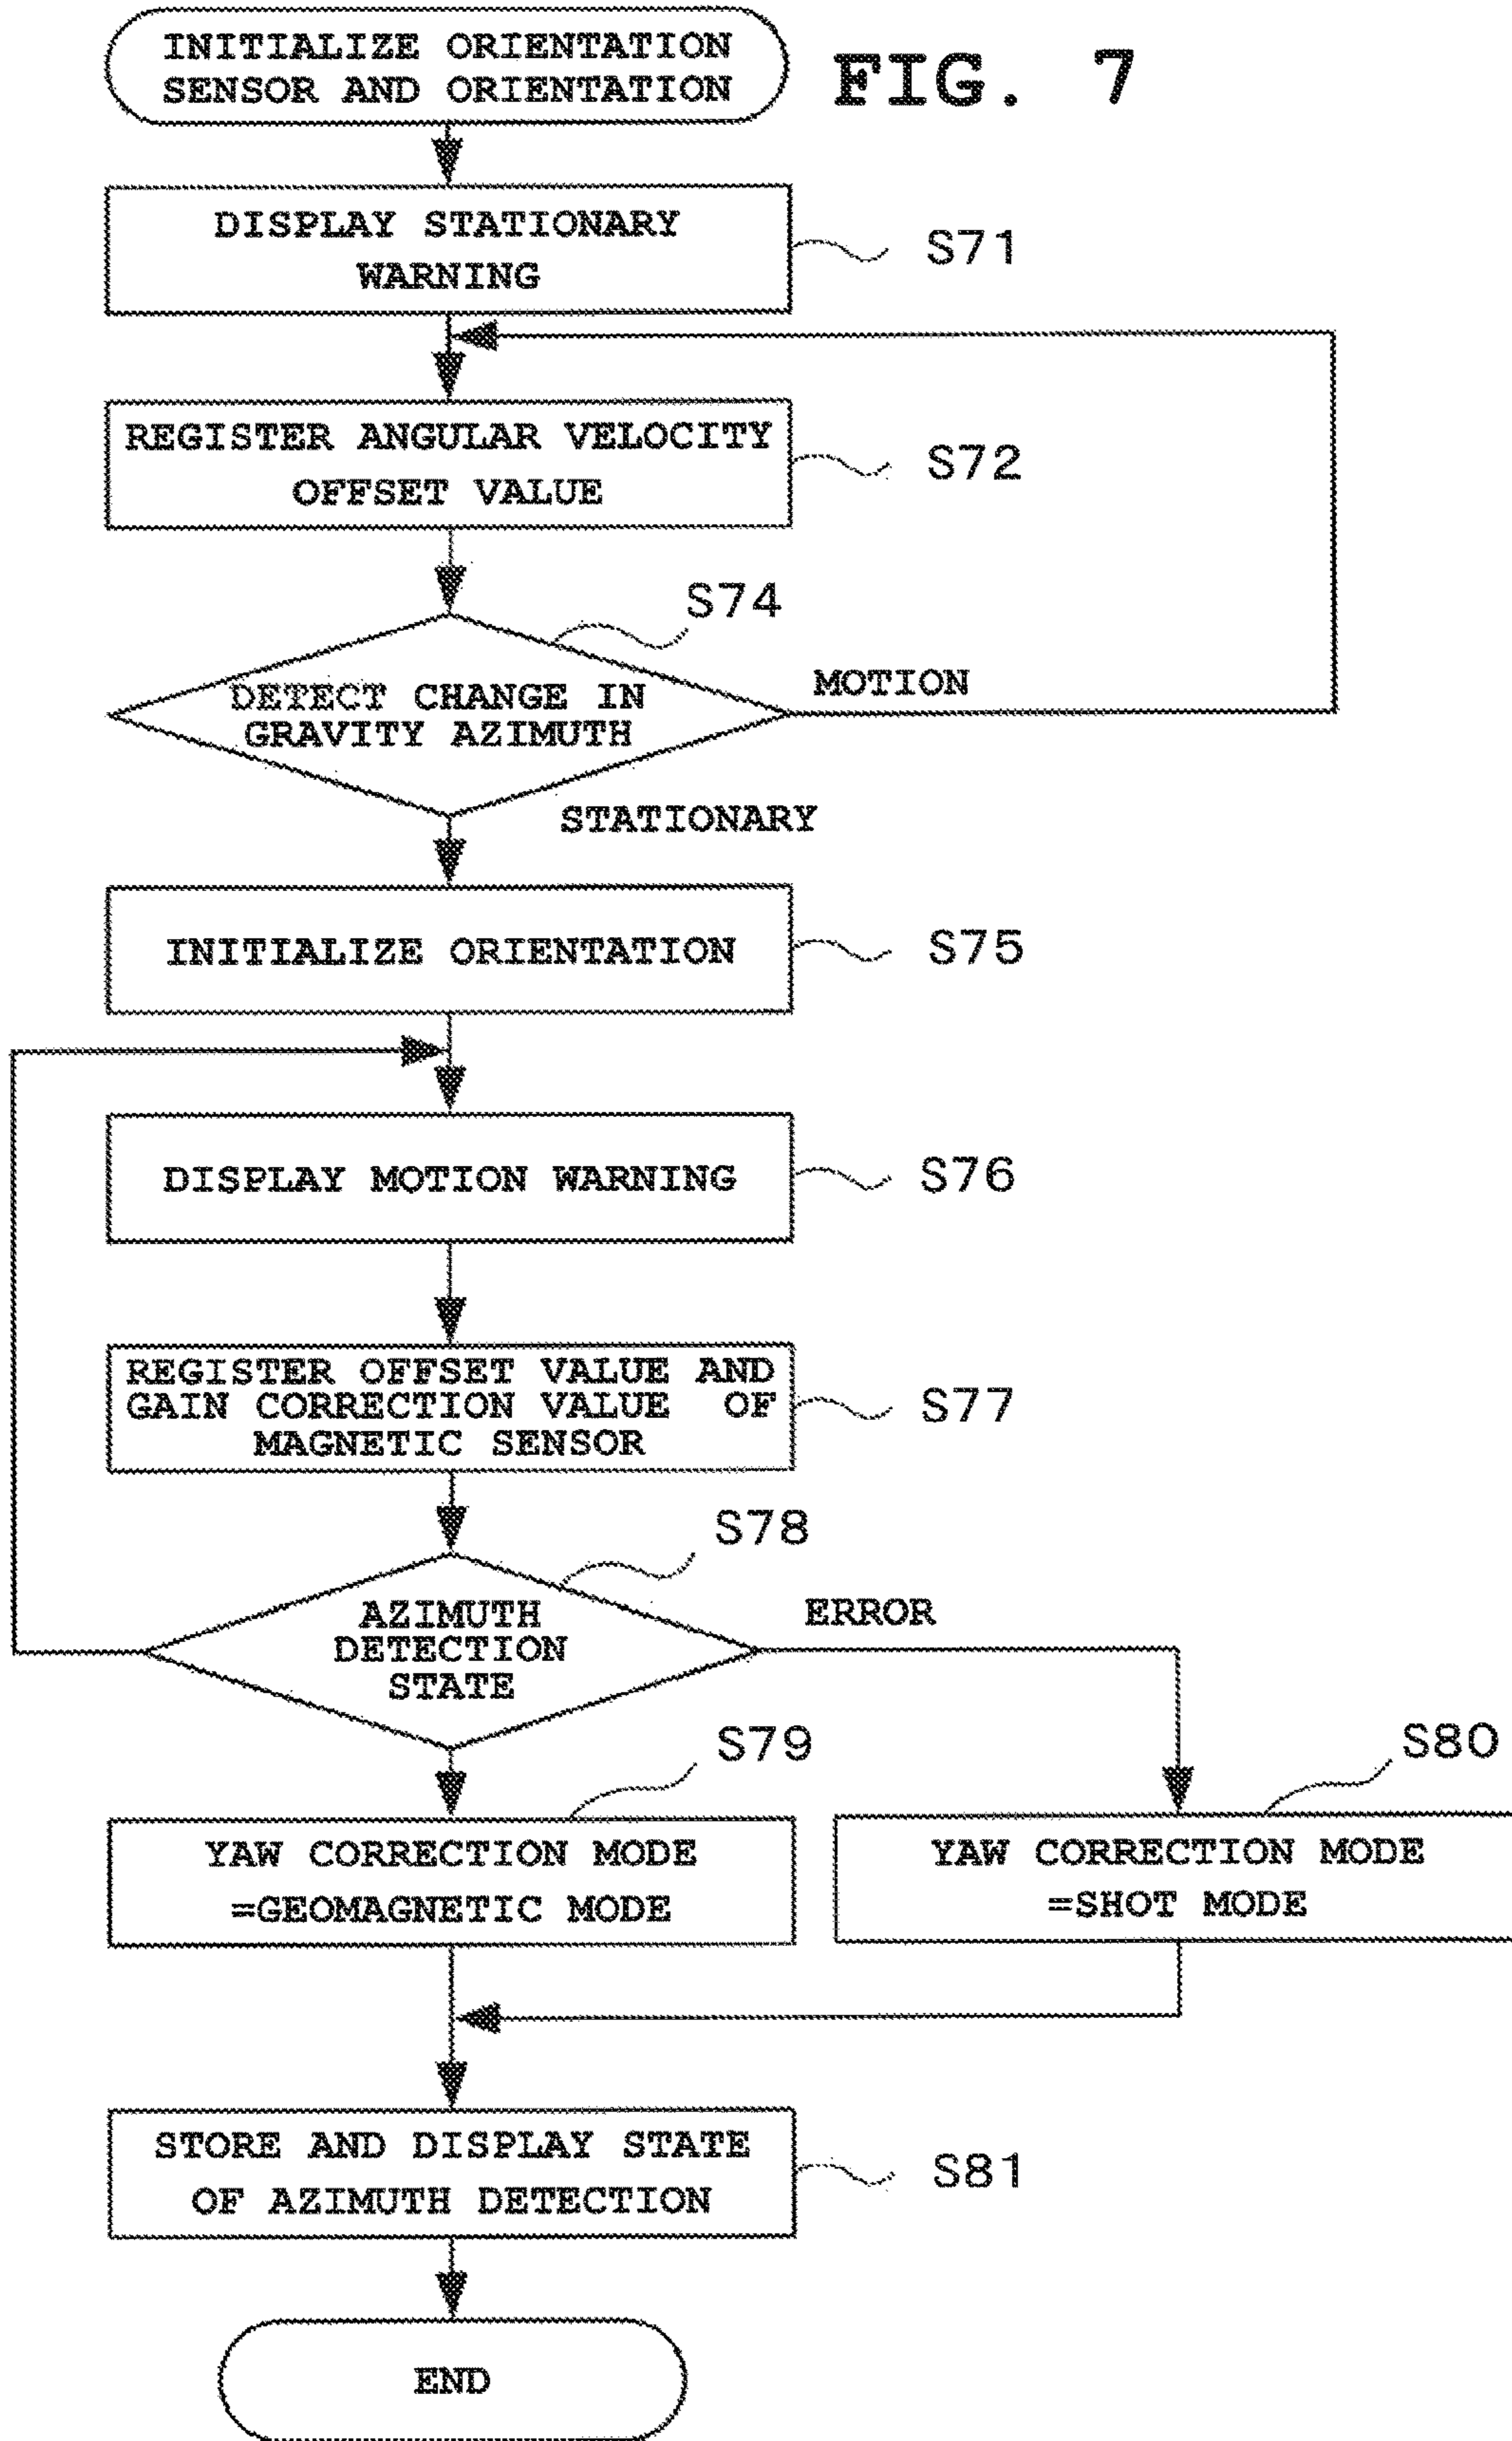 INITIALIZE ORIENTATION
SENSOR AND ORIENTATION
FIG. 7
DISPLAY STATIONARY
WARNING
S71
REGISTER ANGULAR VELOCITY
OFFSET VALUE
S72
S74
DETECT CHANGE IN
GRAVITY AZIMUTH
MOTION
STATIONARY
INITIALIZE ORIENTATION
S75
DISPLAY MOTION WARNING
S76
REGISTER OFFSET VALUE AND
GAIN CORRECTION VALUE OF
MAGNETIC SENSOR
S77
S78
AZIMUTH
DETECTION
STATE
ERROR
S79
YAW CORRECTION MODE
=GEOMAGNETIC MODE
S80
YAW CORRECTION MODE
=SHOT MODE
STORE AND DISPLAY STATE
OF AZIMUTH DETECTION
S81
END